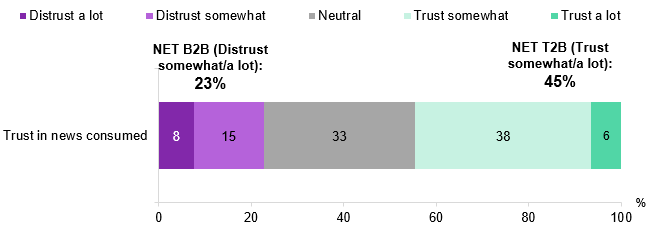 Distrust a lot Distrust somewhat Neutral Trust somewhat Trust a lot
NET B2B (Distrust
somewhat/a lot):
23%
NET T2B (Trust
somewhat/a lot):
45%
Trust in news consumed 8 15 33 38 6
0 20 40 60 80 100 %